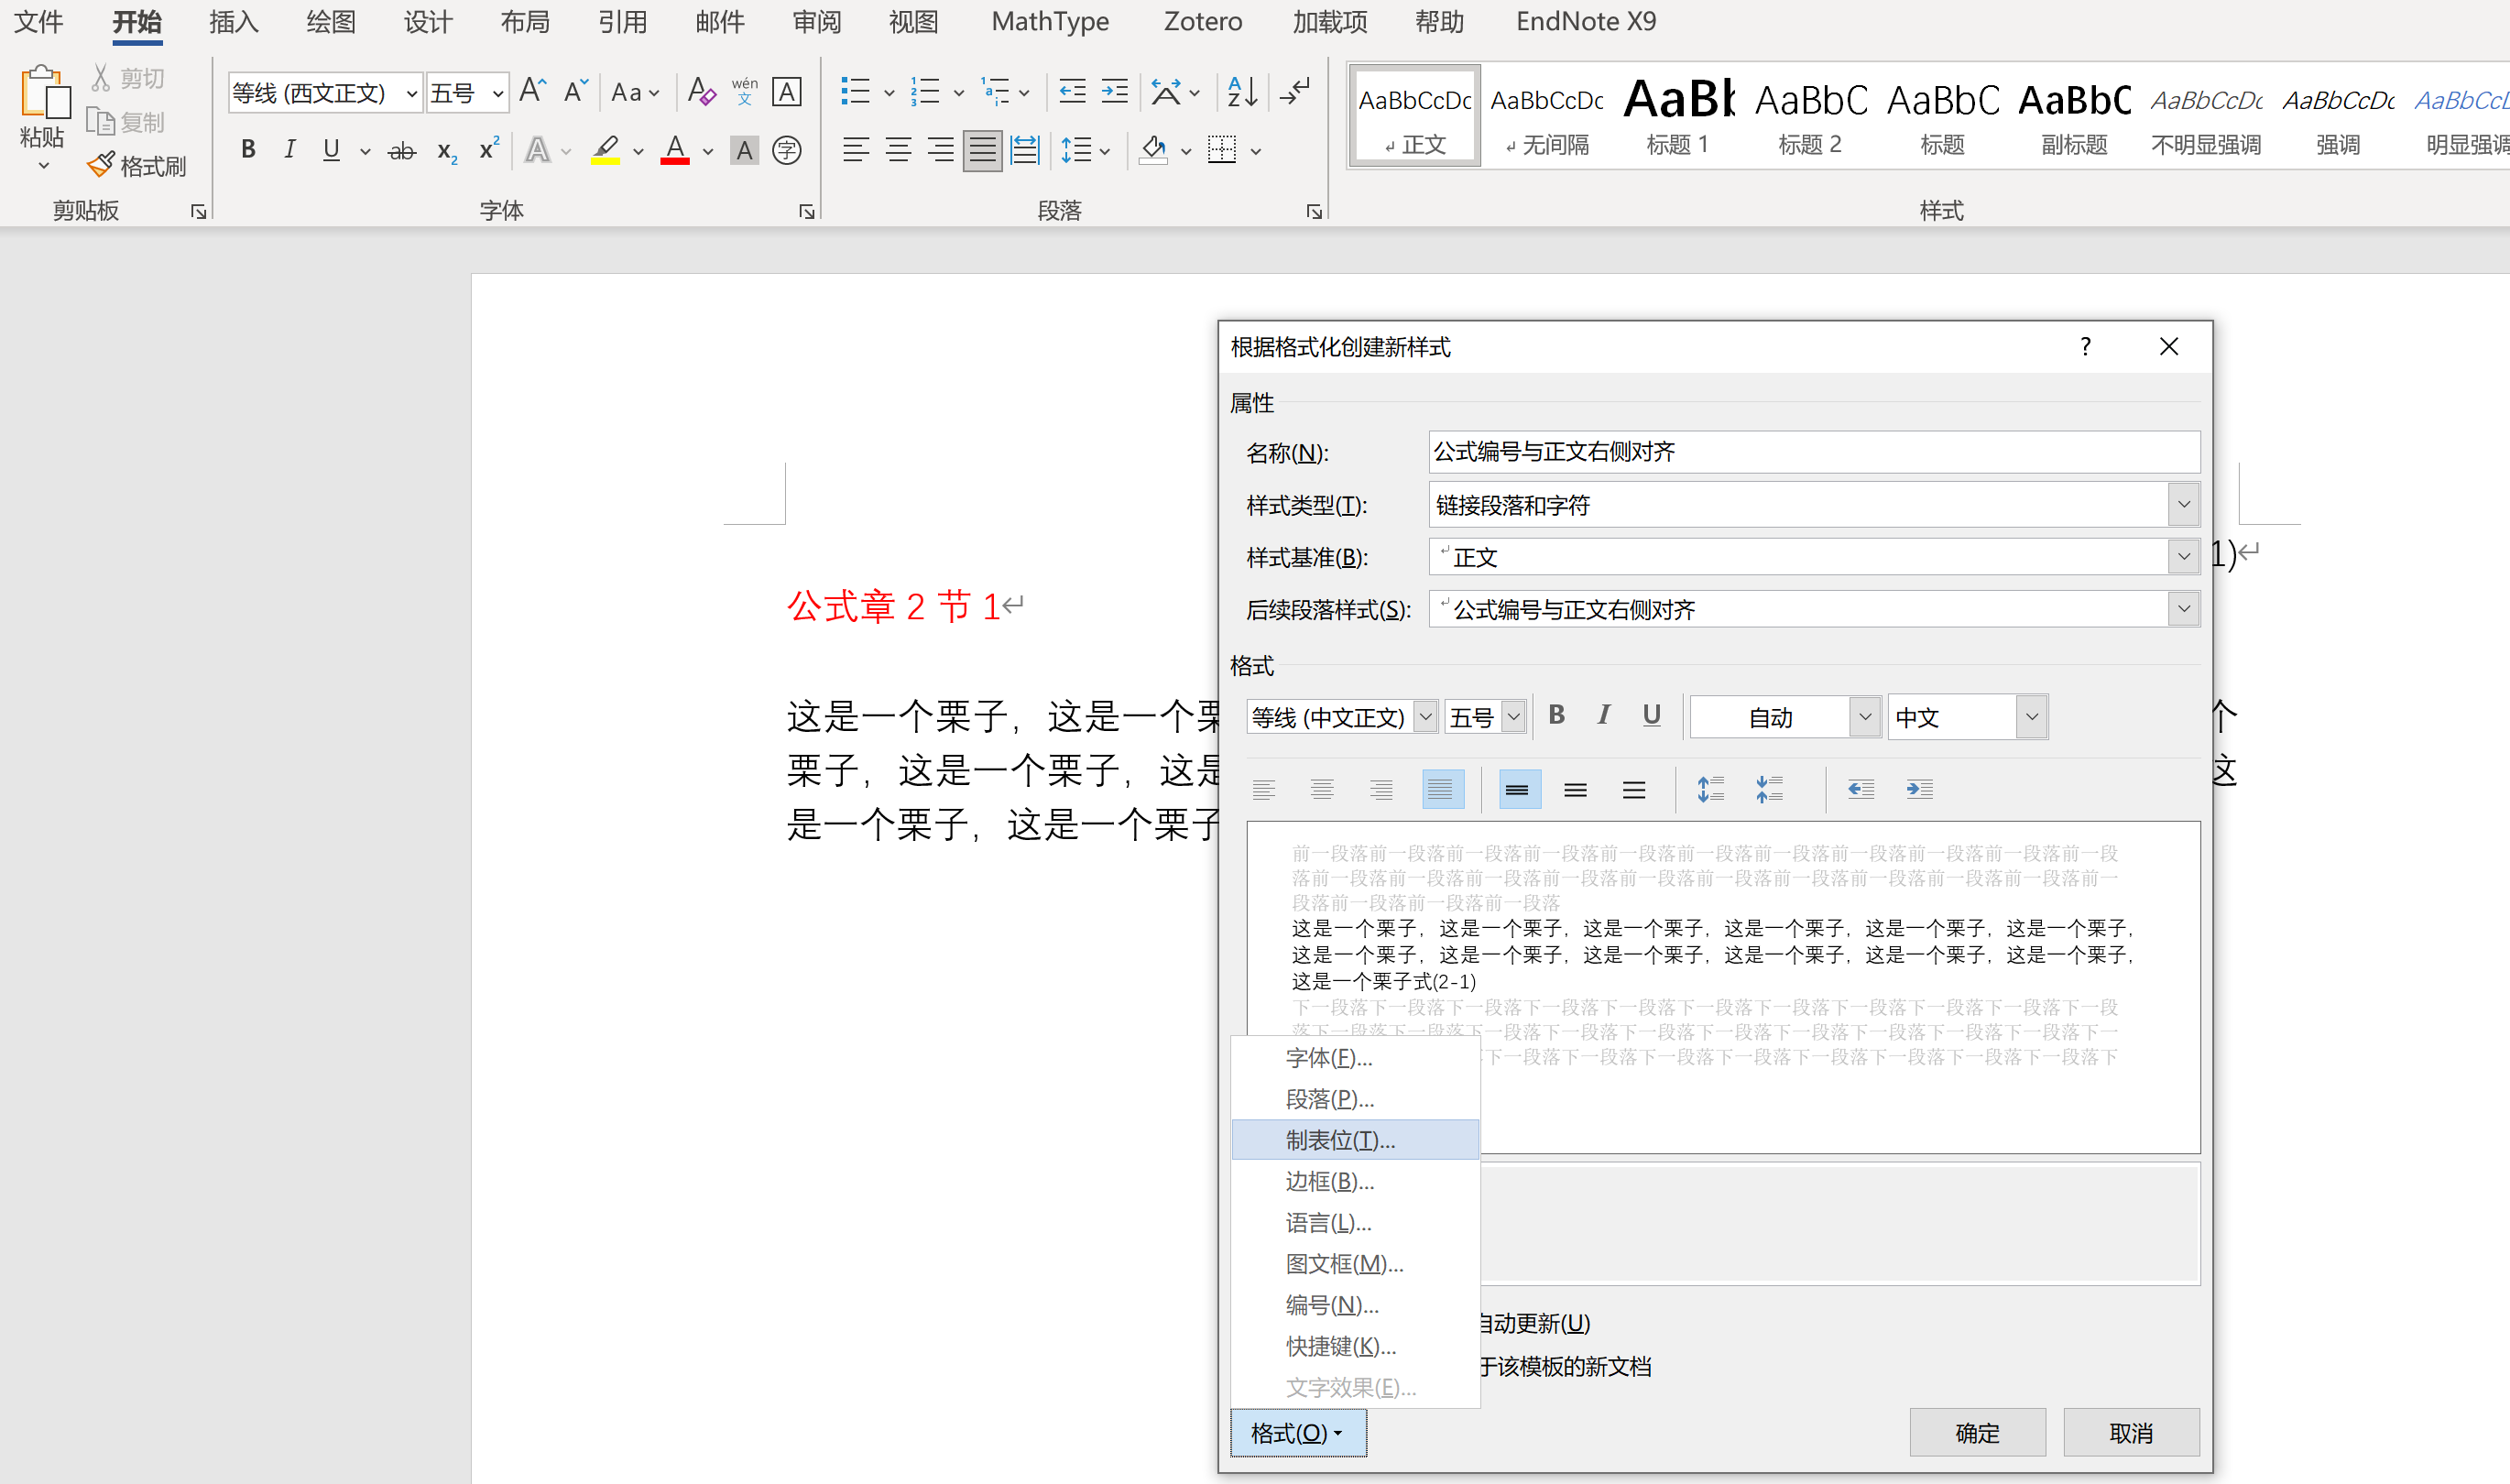 文件 开始 插入 绘图 设计 布局 引用 邮件 审阅 视图 MathType Zotero 加载项 帮助 EndNote X9
粘贴
剪切
复制
格式刷
剪贴板
等线 (西文正文) 五号 Aa wén 文 A
B I U ab x2 x2 A A A 字
字体
段落
AaBbCcDc AaBbCcDc AaBb AaBbC AaBbC AaBbC AaBbCcDc AaBbCcDc AaBbCcD
正文 无间隔 标题 1 标题 2 标题 副标题 不明显强调 强调 明显强调
样式
1)
公式章 2 节 1
这是一个栗子，这是一个栗 个
栗子，这是一个栗子，这是 这
是一个栗子，这是一个栗子
根据格式化创建新样式 ?
属性
名称(N): 公式编号与正文右侧对齐
样式类型(T): 链接段落和字符
样式基准(B): 正文
后续段落样式(S): 公式编号与正文右侧对齐
格式
等线 (中文正文) 五号 B I U 自动 中文
前一段落前一段落前一段落前一段落前一段落前一段落前一段落前一段落前一段落前一段落前一段
落前一段落前一段落前一段落前一段落前一段落前一段落前一段落前一段落前一段落前一段落前一
段落前一段落前一段落前一段落
这是一个栗子，这是一个栗子，这是一个栗子，这是一个栗子，这是一个栗子，这是一个栗子，
这是一个栗子，这是一个栗子，这是一个栗子，这是一个栗子，这是一个栗子，这是一个栗子，
这是一个栗子式(2-1)
下一段落下一段落下一段落下一段落下一段落下一段落下一段落下一段落下一段落下一段落下一段
落下一段落下一段落下一段落下一段落下一段落下一段落下一段落下一段落下一段落下一段落下一
下一段落下一段落下一段落下一段落下一段落下一段落下一段落下一段落下
字体(F)...
段落(P)...
制表位(T)...
边框(B)...
语言(L)...
图文框(M)...
编号(N)...
快捷键(K)...
文字效果(E)...
自动更新(U)
于该模板的新文档
格式(O) 确定 取消